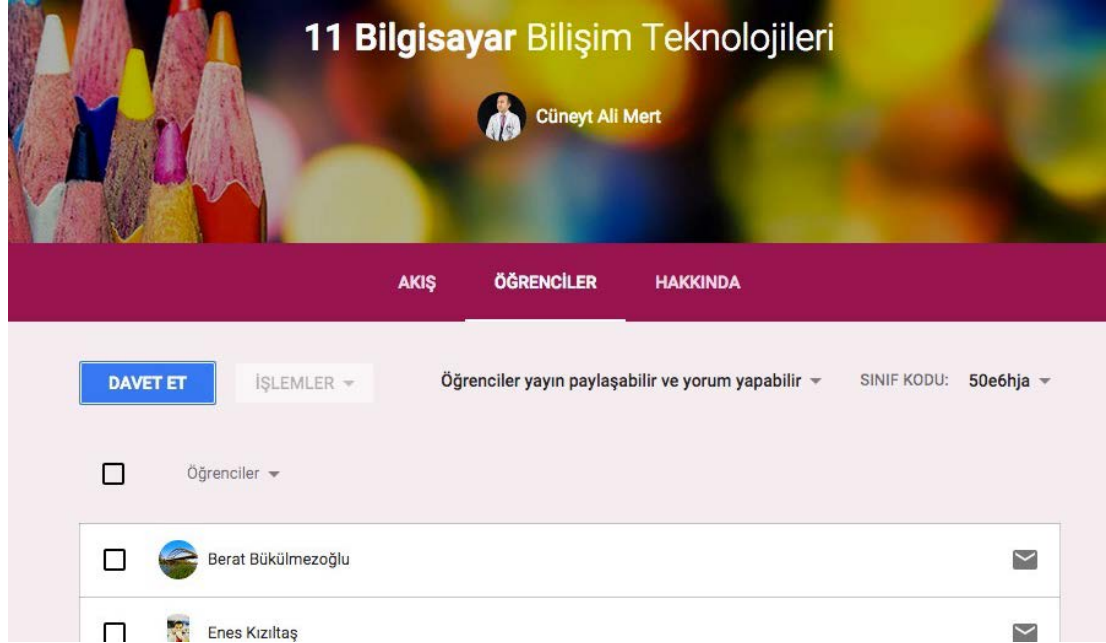 11 Bilgisayar Bilişim Teknolojileri
Cüneyt Ali Mert
AKIŞ ÖĞRENCİLER HAKKINDA
DAVET ET İŞLEMLER Öğrenciler yayın paylaşabilir ve yorum yapabilir SINIF KODU: 50e6hja
Öğrenciler
Berat Bükülmezoğlu
Enes Kızıltaş